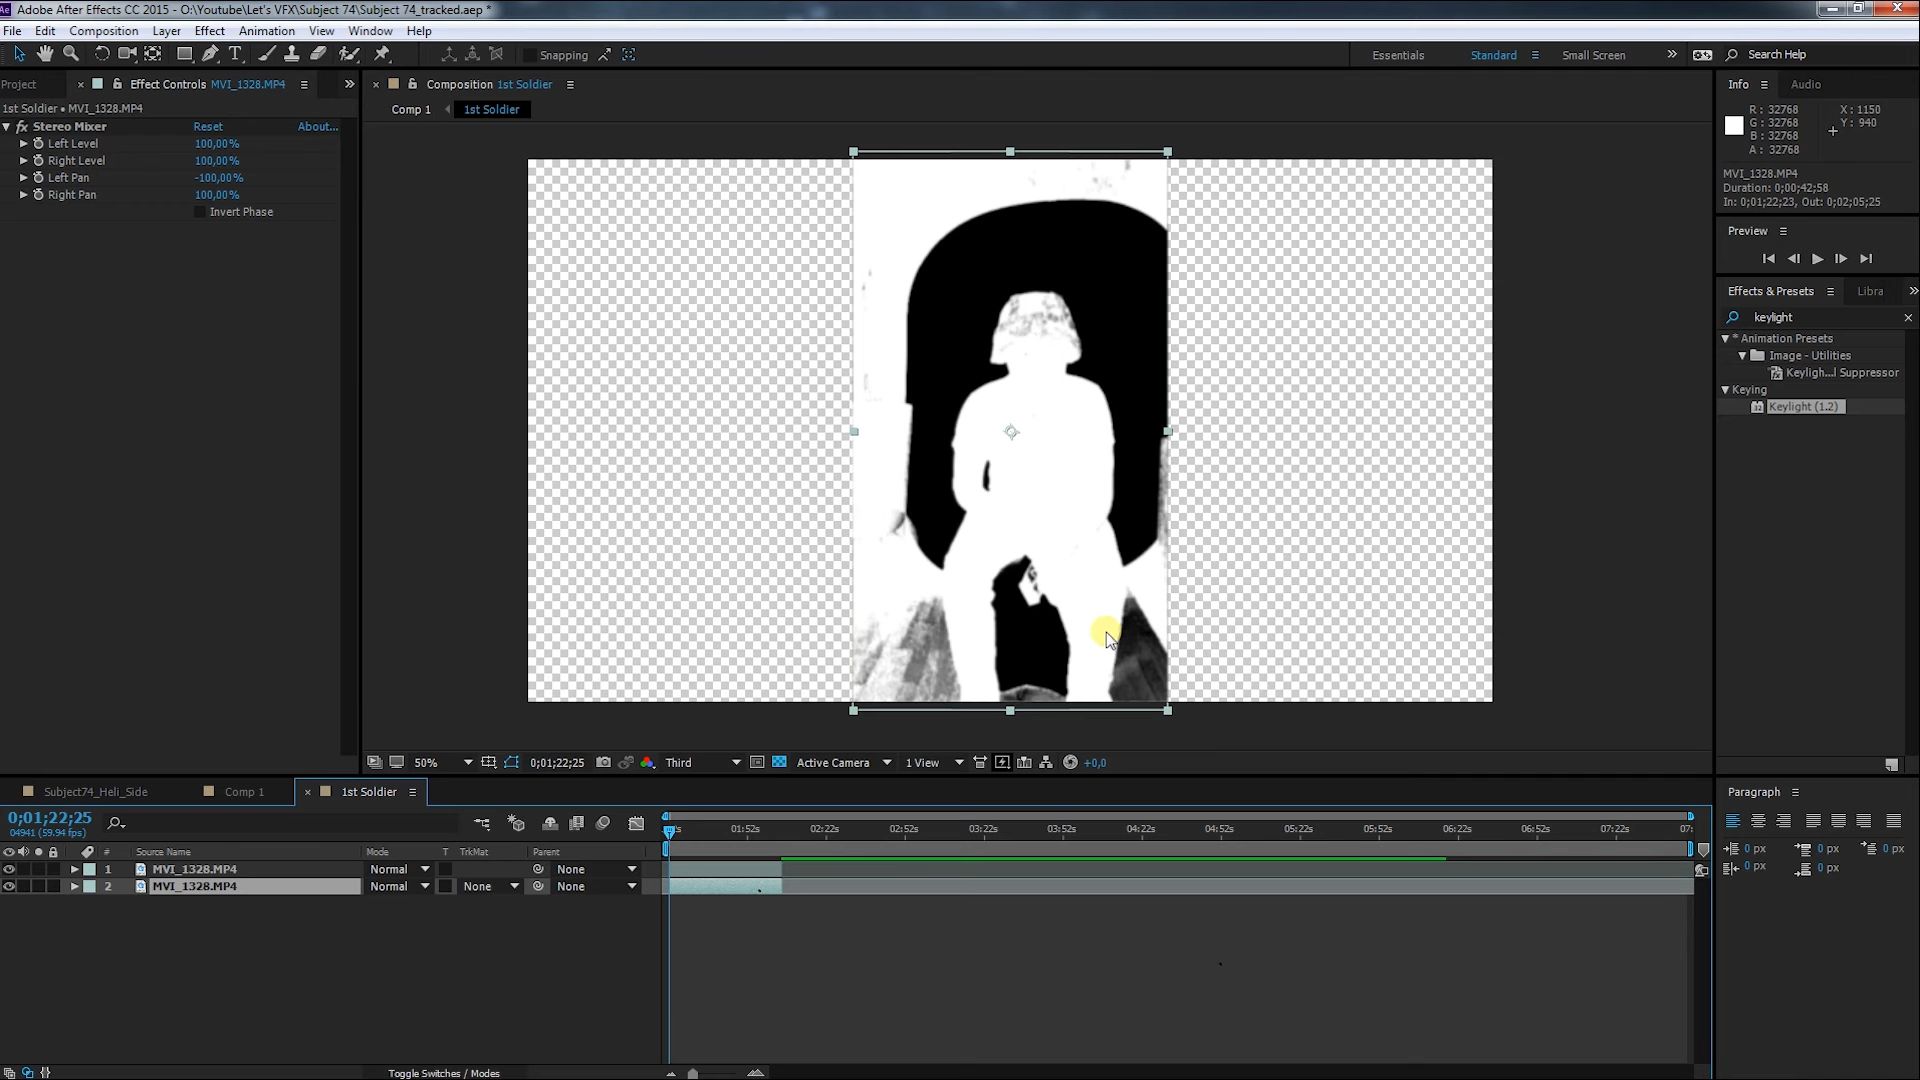 Adobe After Effects CC 2015 - O:\Youtube\Let's VFX\Subject 74\Subject 74_tracked.aep *
File Edit Composition Layer Effect Animation View Window Help
Snapping Essentials Standard Small Screen » Search Help
Project × Effect Controls MVI_1328.MP4 »
1st Soldier • MVI_1328.MP4
fx Stereo Mixer Reset About...
Left Level 100,00%
Right Level 100,00%
Left Pan -100,00%
Right Pan 100,00%
Invert Phase
× Composition 1st Soldier
Comp 1 1st Soldier
50% 0;01;22;25 Third Active Camera 1 View +0,0
Info Audio
R: 32768 X: 1150
G: 32768 Y: 940
B: 32768
A: 32768
MVI_1328.MP4
Duration: 0;00;42;58
In: 0;01;22;23, Out: 0;02;05;25
Preview
Effects & Presets Libra »
keylight ×
* Animation Presets
Image - Utilities
Keyligh...l Suppressor
Keying
32 Keylight (1.2)
Subject74_Heli_Side Comp 1 × 1st Soldier
0;01;22;25
04941 (59.94 fps)
01:52s 02:22s 02:52s 03:22s 03:52s 04:22s 04:52s 05:22s 05:52s 06:22s 06:52s 07:22s 07:
# Source Name Mode T TrkMat Parent
1 MVI_1328.MP4 Normal None
2 MVI_1328.MP4 Normal None None
Toggle Switches / Modes
Paragraph
0 px 0 px 0 px
0 px 0 px